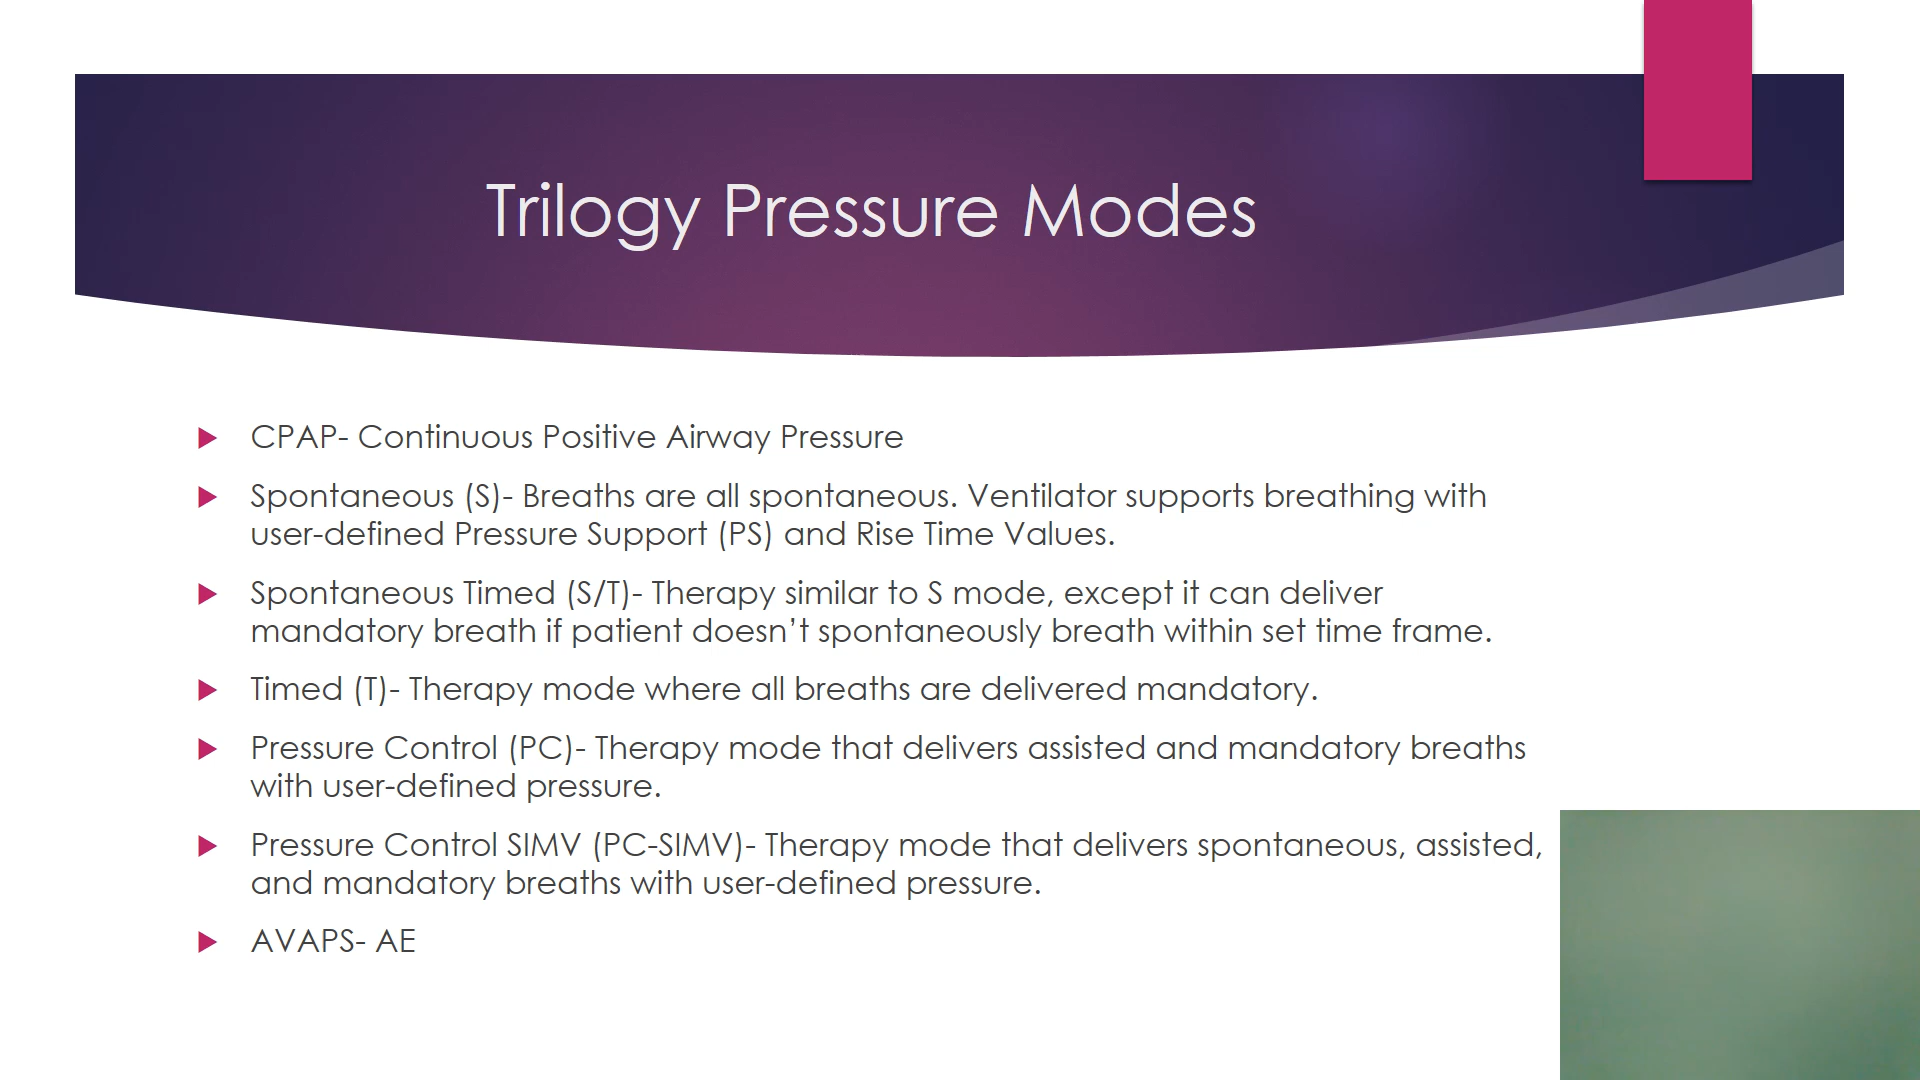 Trilogy Pressure Modes
CPAP- Continuous Positive Airway Pressure
Spontaneous (S)- Breaths are all spontaneous. Ventilator supports breathing with
user-defined Pressure Support (PS) and Rise Time Values.
Spontaneous Timed (S/T)- Therapy similar to S mode, except it can deliver
mandatory breath if patient doesn’t spontaneously breath within set time frame.
Timed (T)- Therapy mode where all breaths are delivered mandatory.
Pressure Control (PC)- Therapy mode that delivers assisted and mandatory breaths
with user-defined pressure.
Pressure Control SIMV (PC-SIMV)- Therapy mode that delivers spontaneous, assisted,
and mandatory breaths with user-defined pressure.
AVAPS- AE